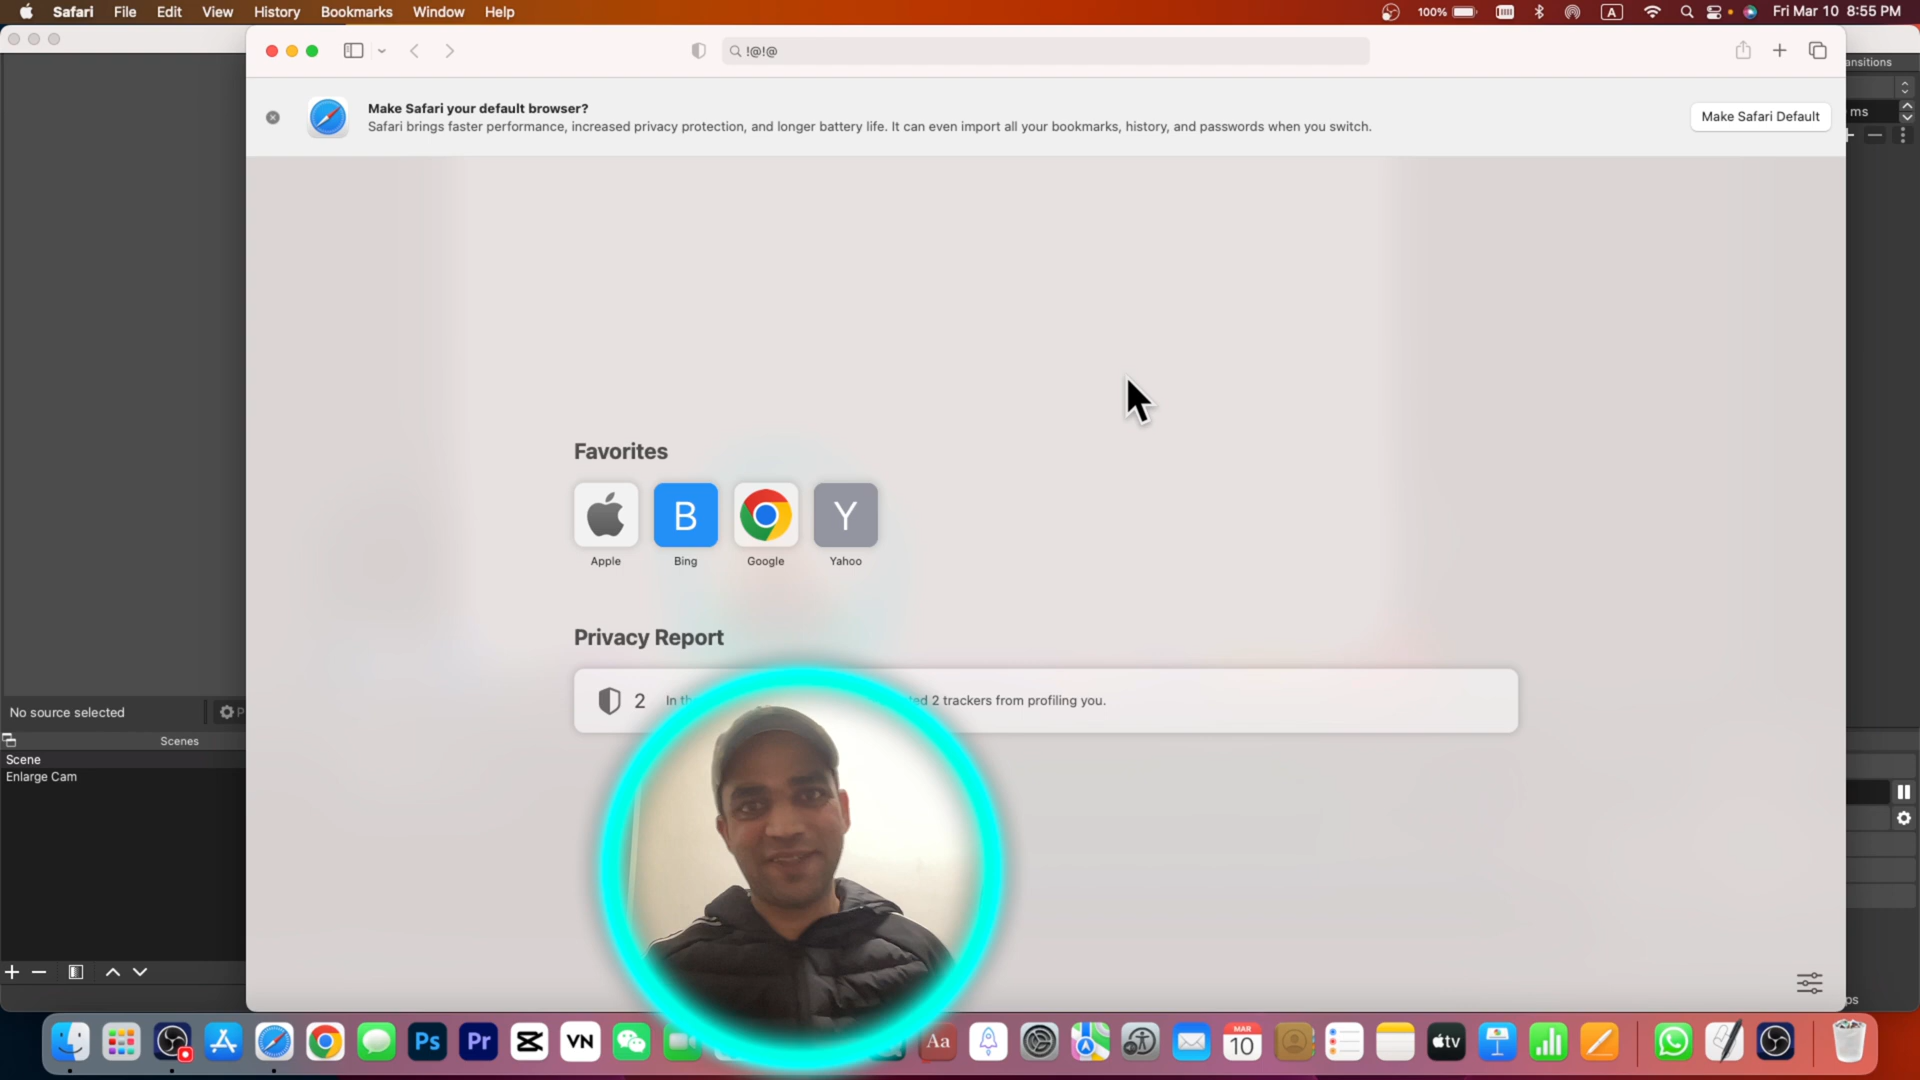 Safari File Edit View History Bookmarks Window Help
100% A Fri Mar 10 8:55 PM
!@!@
ansitions
Make Safari your default browser?
Safari brings faster performance, increased privacy protection, and longer battery life. It can even import all your bookmarks, history, and passwords when you switch.
Make Safari Default
ms
Favorites
B Y
Apple Bing Google Yahoo
Privacy Report
2 In th ed 2 trackers from profiling you.
No source selected P
Scenes
Scene
Enlarge Cam
ps
Ps Pr VN Aa MAR 10 tv